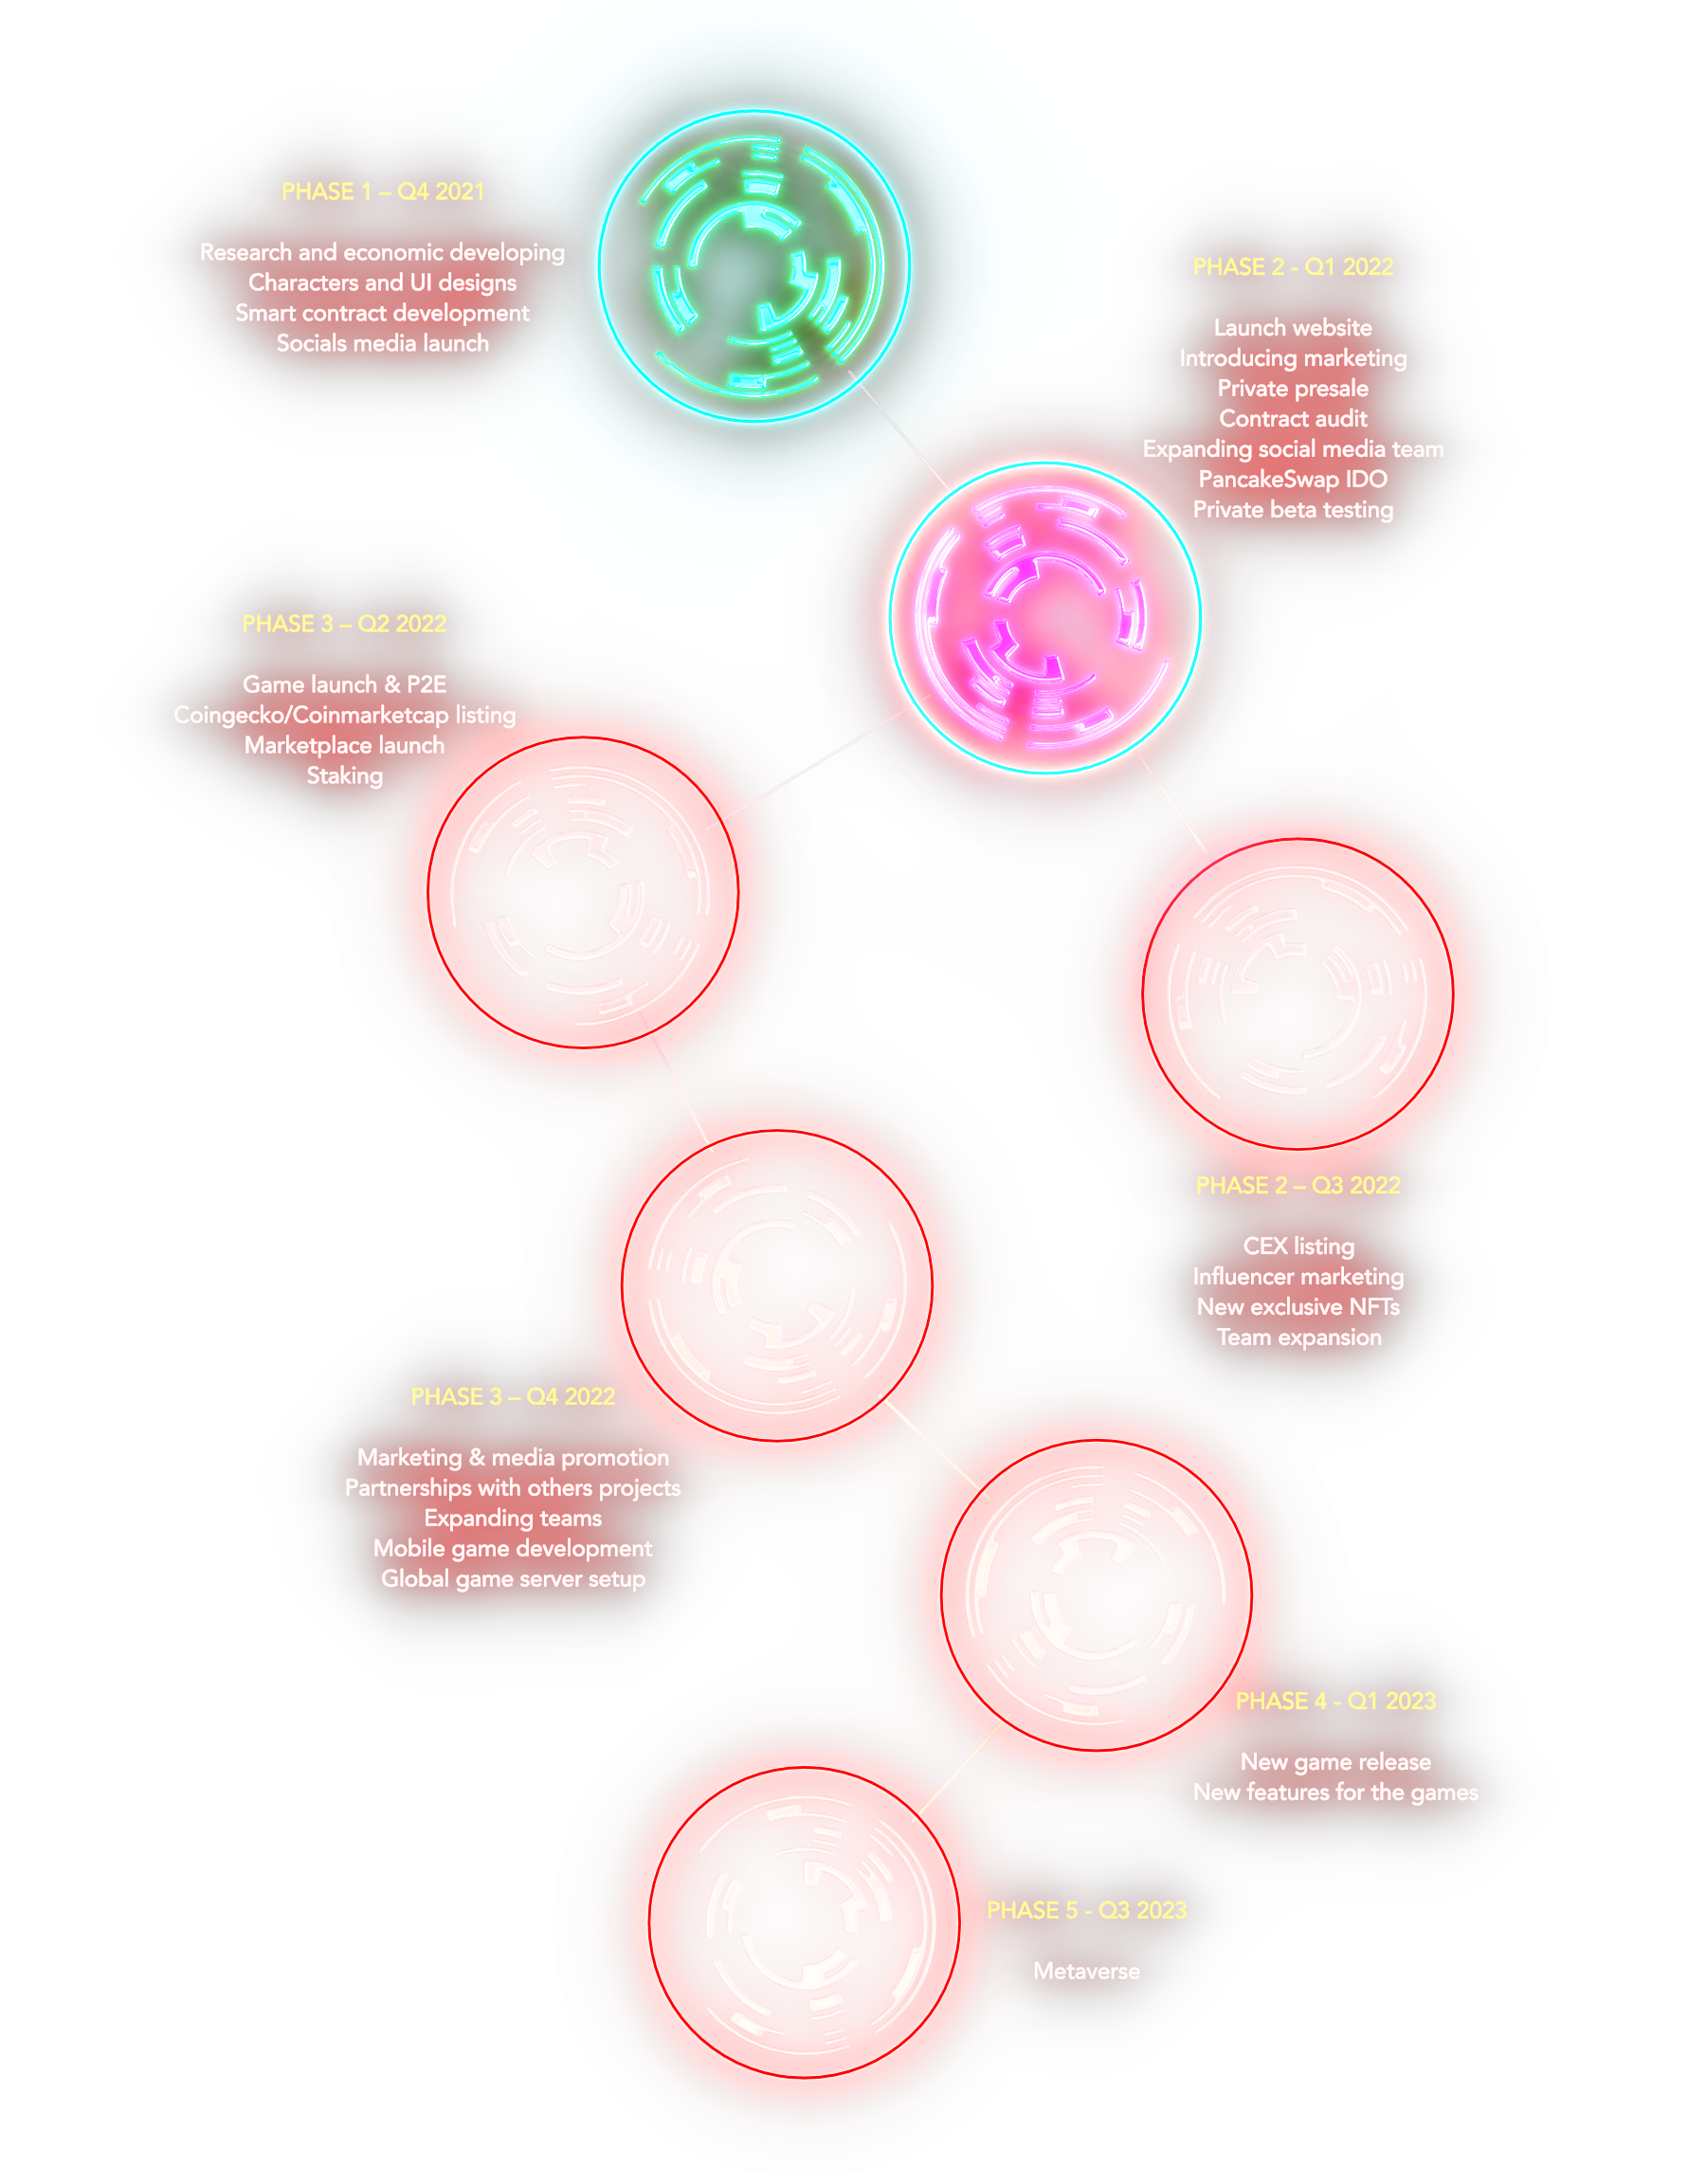 PHASE 1 – Q4 2021
Research and economic developing
Characters and UI designs
Smart contract development
Socials media launch
PHASE 2 - Q1 2022
Launch website
Introducing marketing
Private presale
Contract audit
Expanding social media team
PancakeSwap IDO
Private beta testing
PHASE 3 – Q2 2022
Game launch & P2E
Coingecko/Coinmarketcap listing
Marketplace launch
Staking
PHASE 2 – Q3 2022
CEX listing
Influencer marketing
New exclusive NFTs
Team expansion
PHASE 3 – Q4 2022
Marketing & media promotion
Partnerships with others projects
Expanding teams
Mobile game development
Global game server setup
PHASE 4 - Q1 2023
New game release
New features for the games
PHASE 5 - Q3 2023
Metaverse